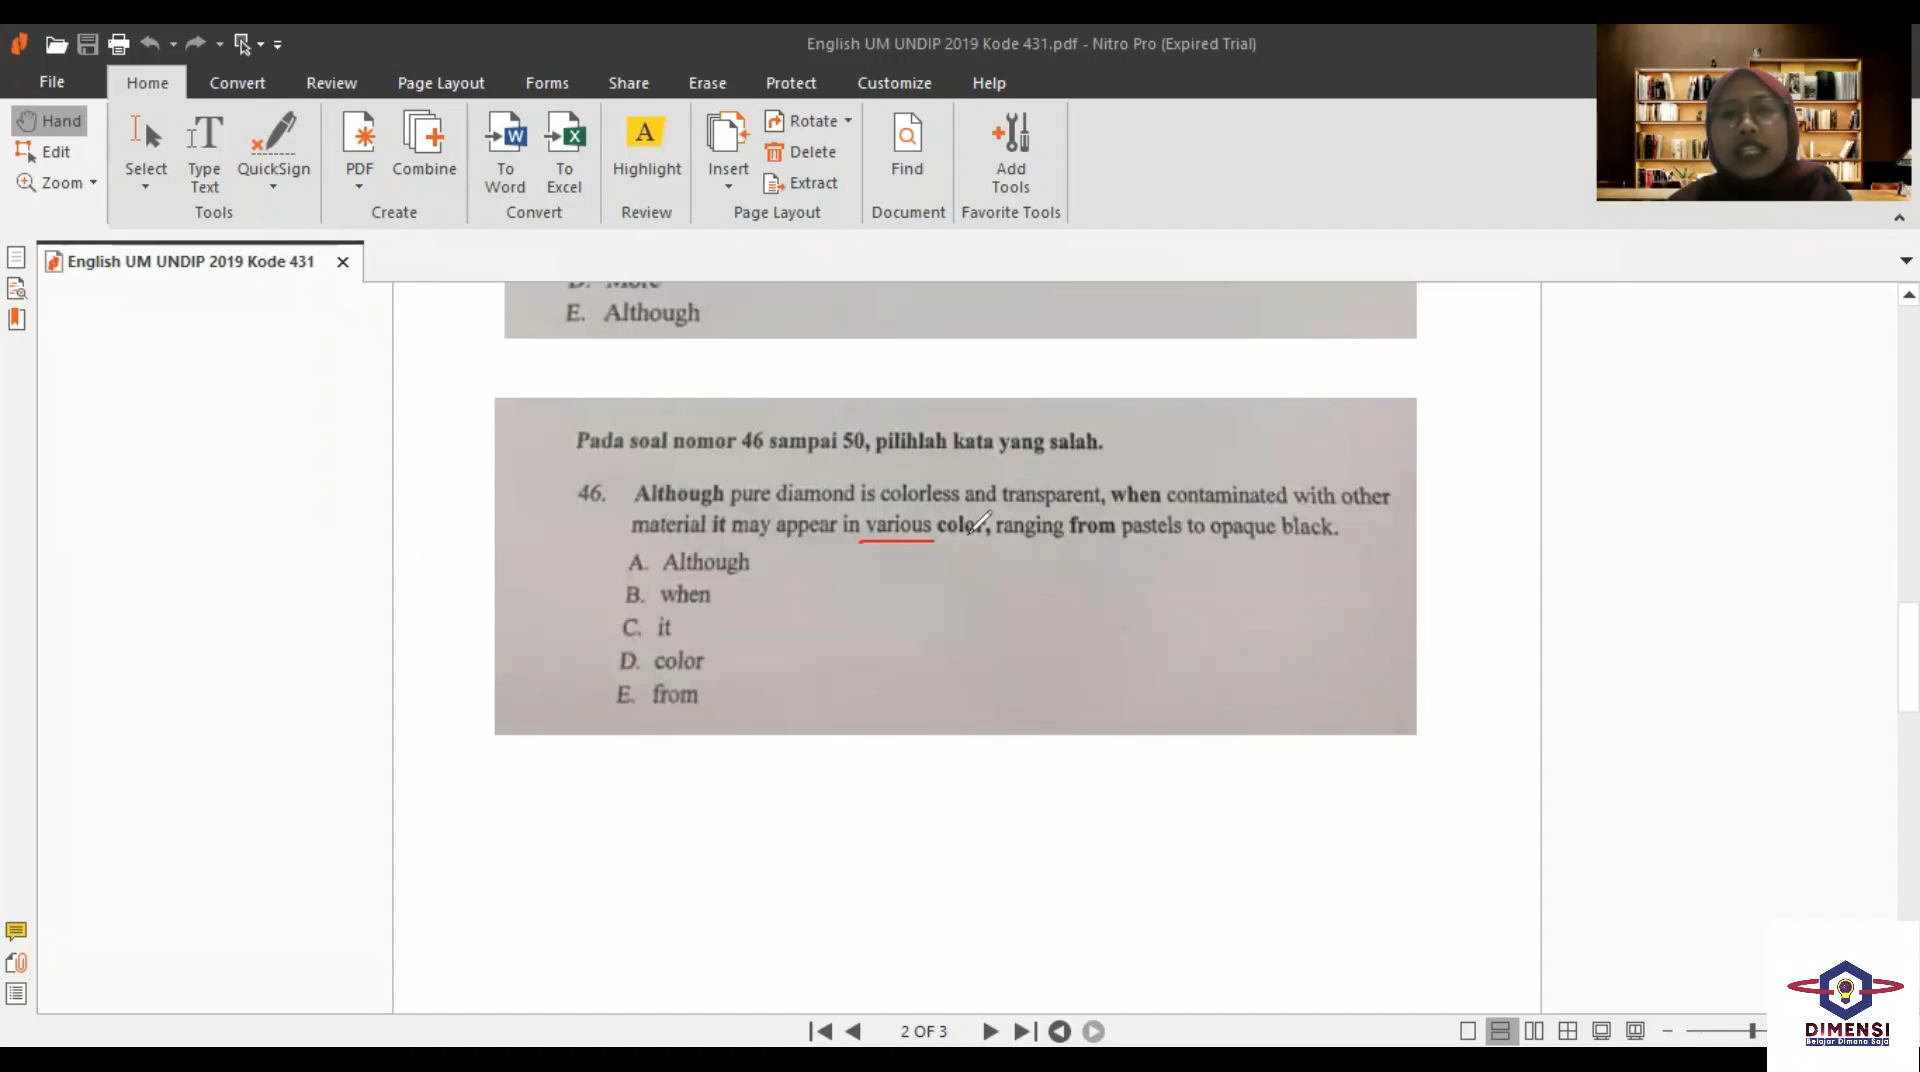 English UM UNDIP 2019 Kode 431.pdf - Nitro Pro (Expired Trial)
File Home Convert Review Page Layout Forms Share Erase Protect Customize Help
Hand
Edit
Zoom
Select
Type Text
QuickSign
Tools
PDF
Combine
Create
To Word
To Excel
Convert
Highlight
Review
Insert
Rotate
Delete
Extract
Page Layout
Find
Document
Add Tools
Favorite Tools
English UM UNDIP 2019 Kode 431
D. More
E. Although
Pada soal nomor 46 sampai 50, pilihlah kata yang salah.
46. Although pure diamond is colorless and transparent, when contaminated with other
material it may appear in various color, ranging from pastels to opaque black.
A. Although
B. when
C. it
D. color
E. from
2 OF 3
DIMENSI
Belajar Dimana Saja